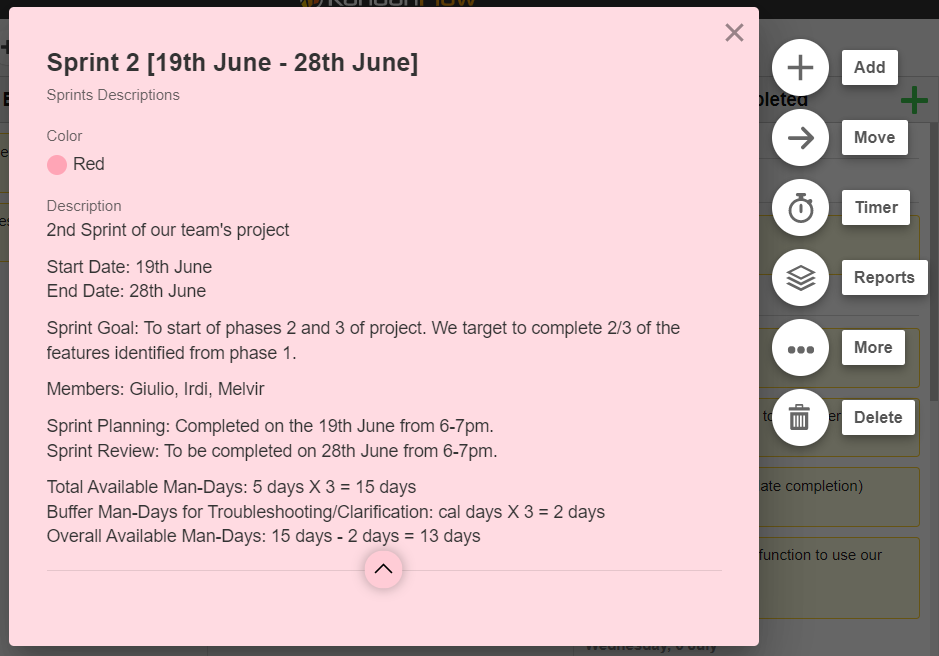 KanbanFlow
Sprint 2 [19th June - 28th June]
Sprints Descriptions
Color
Red
Description
2nd Sprint of our team's project
Start Date: 19th June
End Date: 28th June
Sprint Goal: To start of phases 2 and 3 of project. We target to complete 2/3 of the
features identified from phase 1.
Members: Giulio, Irdi, Melvir
Sprint Planning: Completed on the 19th June from 6-7pm.
Sprint Review: To be completed on 28th June from 6-7pm.
Total Available Man-Days: 5 days X 3 = 15 days
Buffer Man-Days for Troubleshooting/Clarification: cal days X 3 = 2 days
Overall Available Man-Days: 15 days - 2 days = 13 days
Add
Move
Timer
Reports
More
Delete
pleted
ate completion)
function to use our